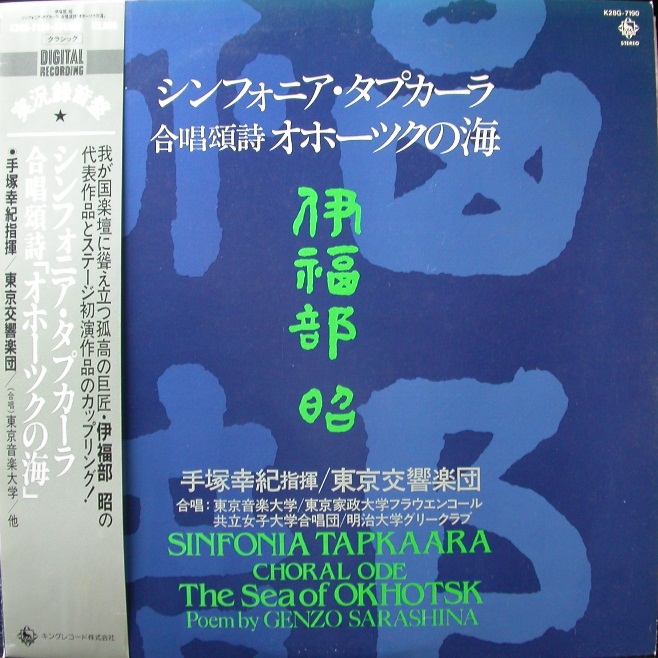 クラシック
DIGITAL
RECORDING
実況録音盤
★
我が国楽壇に聳え立つ孤高の巨匠・伊福部 昭の
代表作品とステージ初演作品のカップリング!
シンフォニア・タプカーラ
合唱頌詩「オホーツクの海」
●手塚幸紀指揮/東京交響楽団/(合唱)東京音楽大学/他
キングレコード株式会社
K28G-7190
STEREO
シンフォニア・タプカーラ
合唱頌詩 オホーツクの海
伊福部 昭
手塚幸紀指揮/東京交響楽団
合唱:東京音楽大学/東京家政大学フラウエンコール
共立女子大学合唱団/明治大学グリークラブ
SINFONIA TAPKAARA
CHORAL ODE
The Sea of OKHOTSK
Poem by GENZO SARASHINA